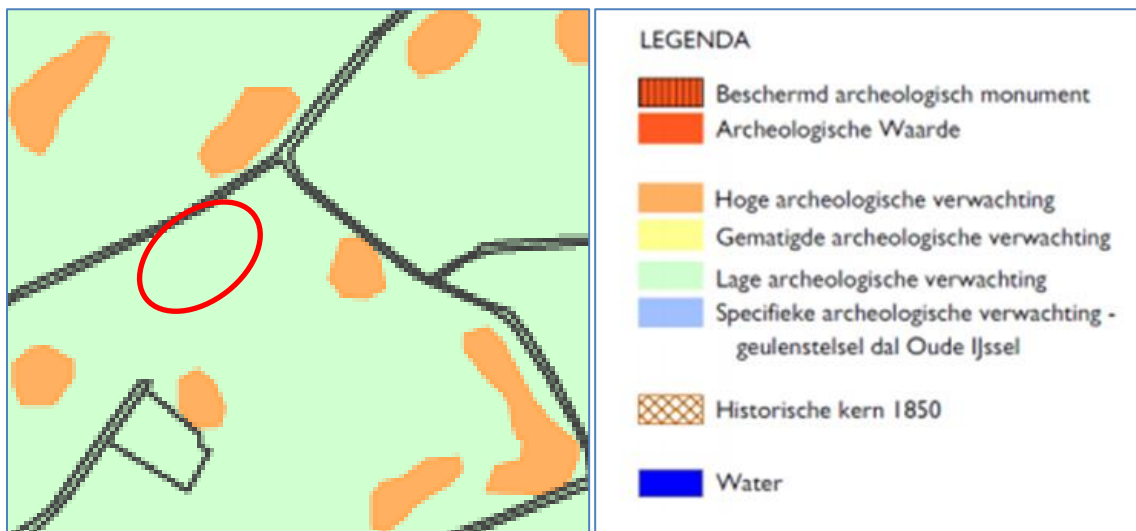 LEGENDA
Beschermd archeologisch monument
Archeologische Waarde
Hoge archeologische verwachting
Gematigde archeologische verwachting
Lage archeologische verwachting
Specifieke archeologische verwachting -
geulenstelsel dal Oude IJssel
Historische kern 1850
Water